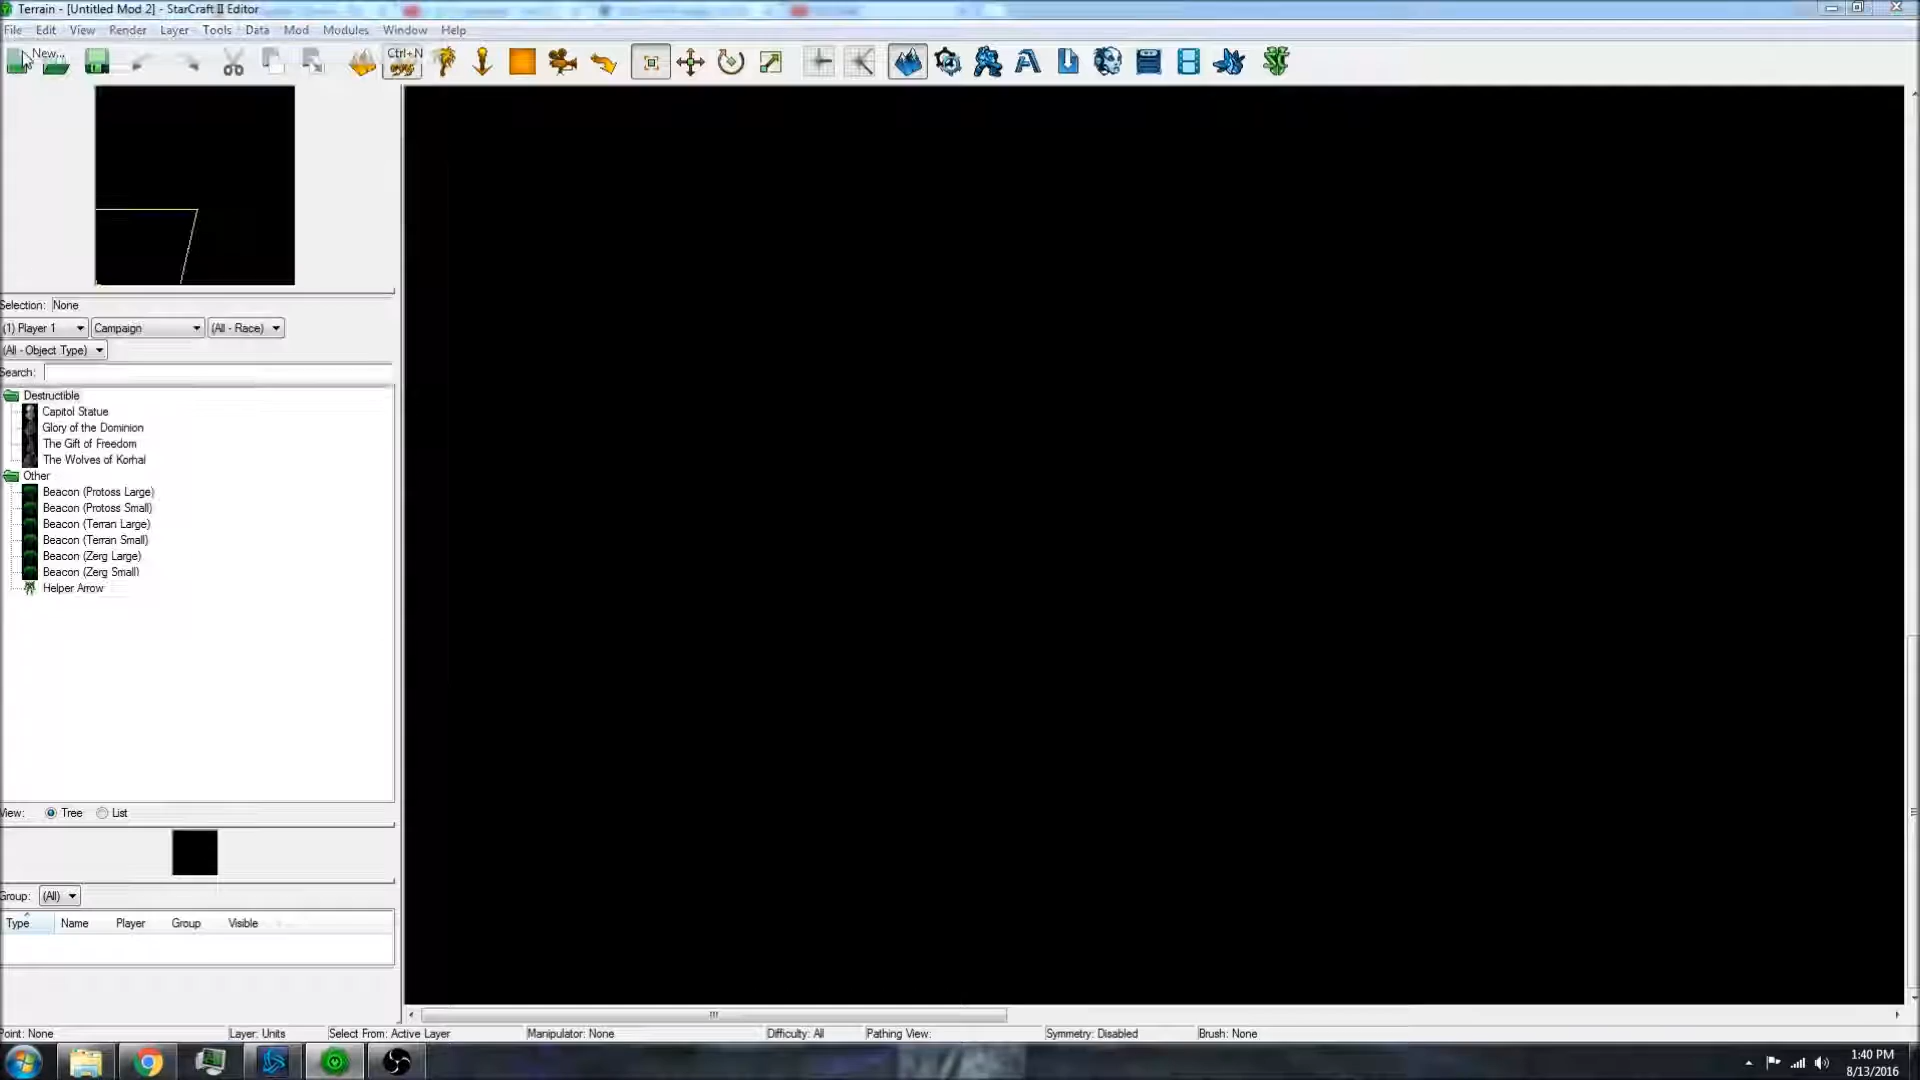 Terrain - [Untitled Mod 2] - StarCraft II Editor
File Edit View Render Layer Tools Data Mod Modules Window Help
New... Ctrl+N
Selection: None
(1) Player 1 Campaign (All - Race)
(All - Object Type)
Search:
Destructible
Capitol Statue
Glory of the Dominion
The Gift of Freedom
The Wolves of Korhal
Other
Beacon (Protoss Large)
Beacon (Protoss Small)
Beacon (Terran Large)
Beacon (Terran Small)
Beacon (Zerg Large)
Beacon (Zerg Small)
Helper Arrow
View: Tree List
Group: (All)
Type Name Player Group Visible
Point: None Layer: Units Select From: Active Layer Manipulator: None Difficulty: All Pathing View: Symmetry: Disabled Brush: None
1:40 PM
8/13/2016